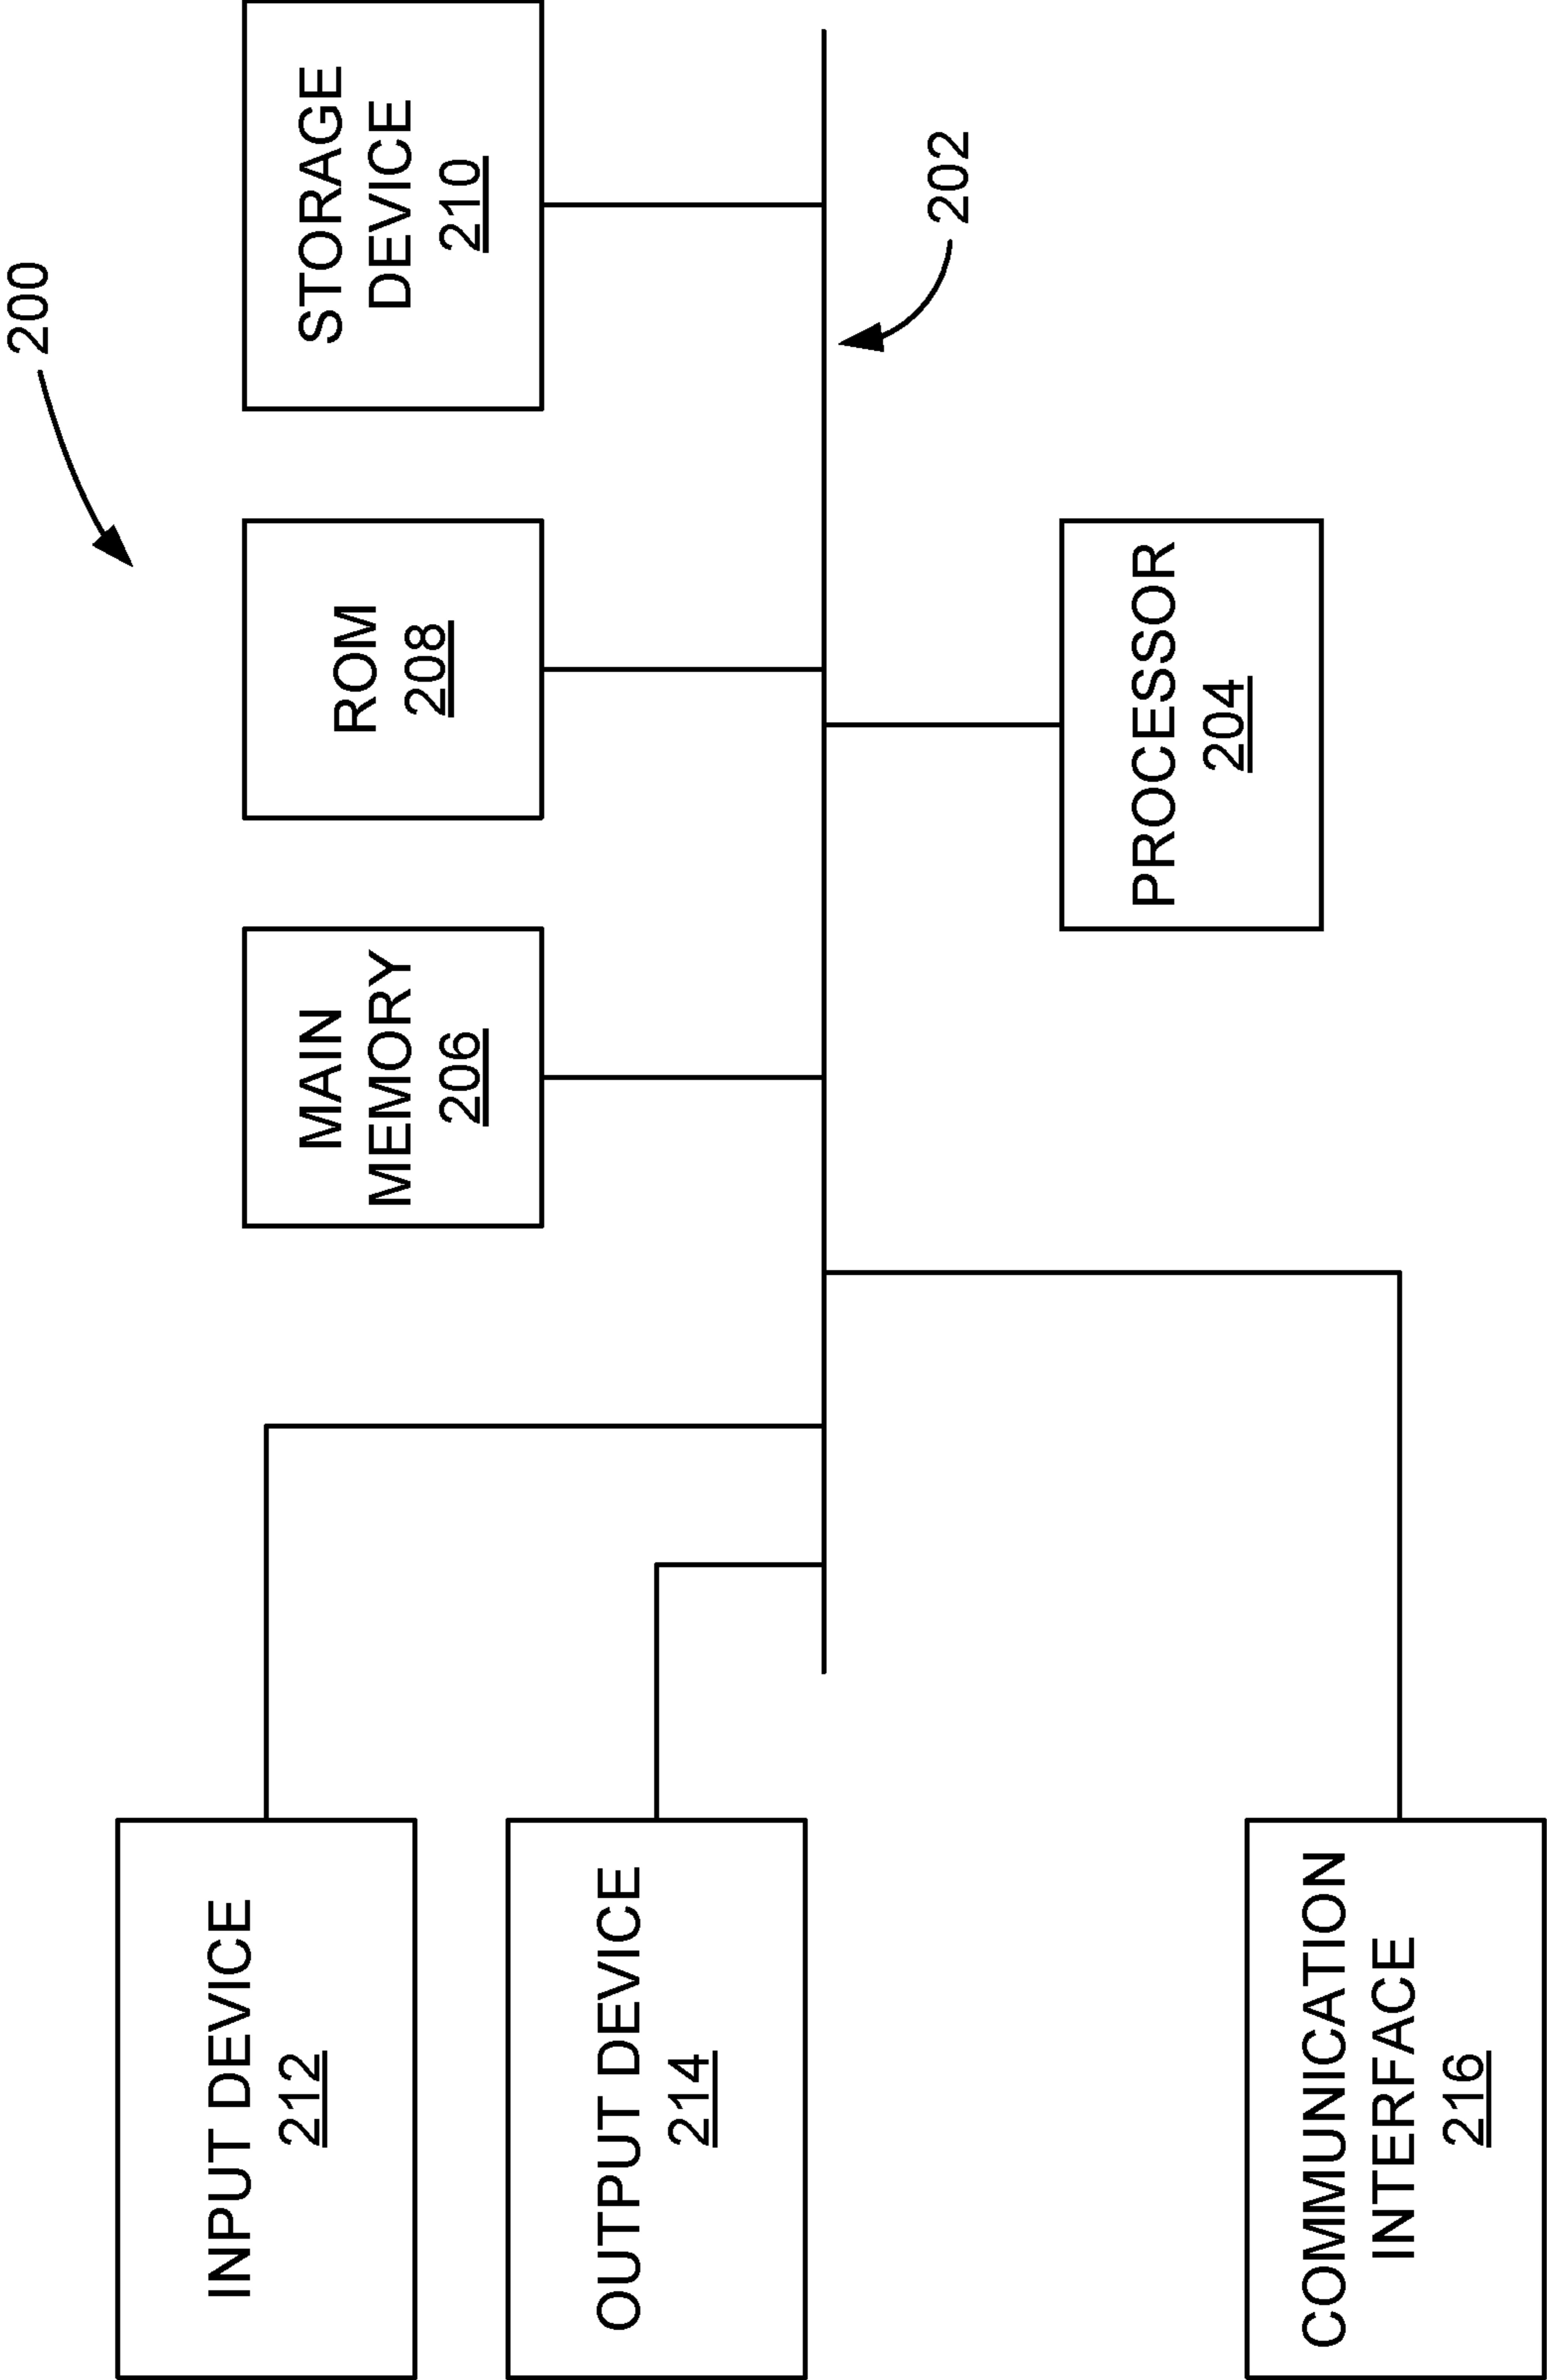 200
INPUT DEVICE
212
MAIN
MEMORY
206
ROM
208
STORAGE
DEVICE
210
OUTPUT DEVICE
214
202
PROCESSOR
204
COMMUNICATION
INTERFACE
216